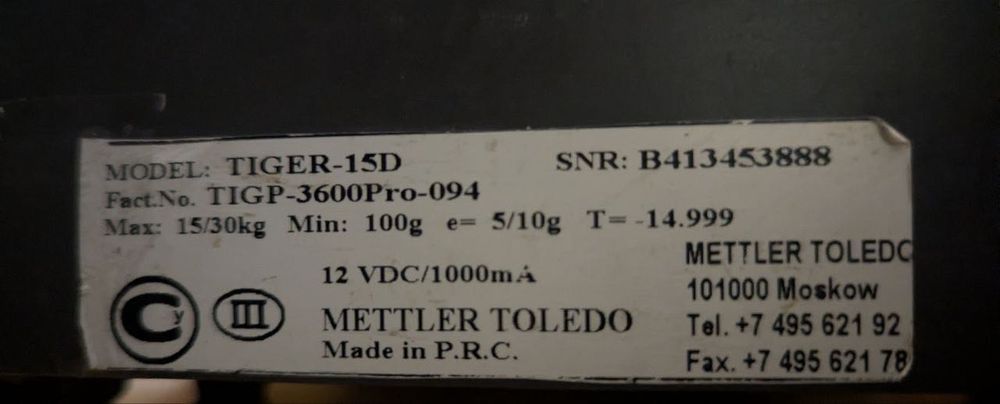 MODEL: TIGER-15D SNR: B413453888
Fact.No. TIGP-3600Pro-094
Max: 15/30kg Min: 100g e= 5/10g T= -14.999
12 VDC/1000mA
C y III
METTLER TOLEDO
Made in P.R.C.
METTLER TOLEDO
101000 Moskow
Tel. +7 495 621 92
Fax. +7 495 621 78